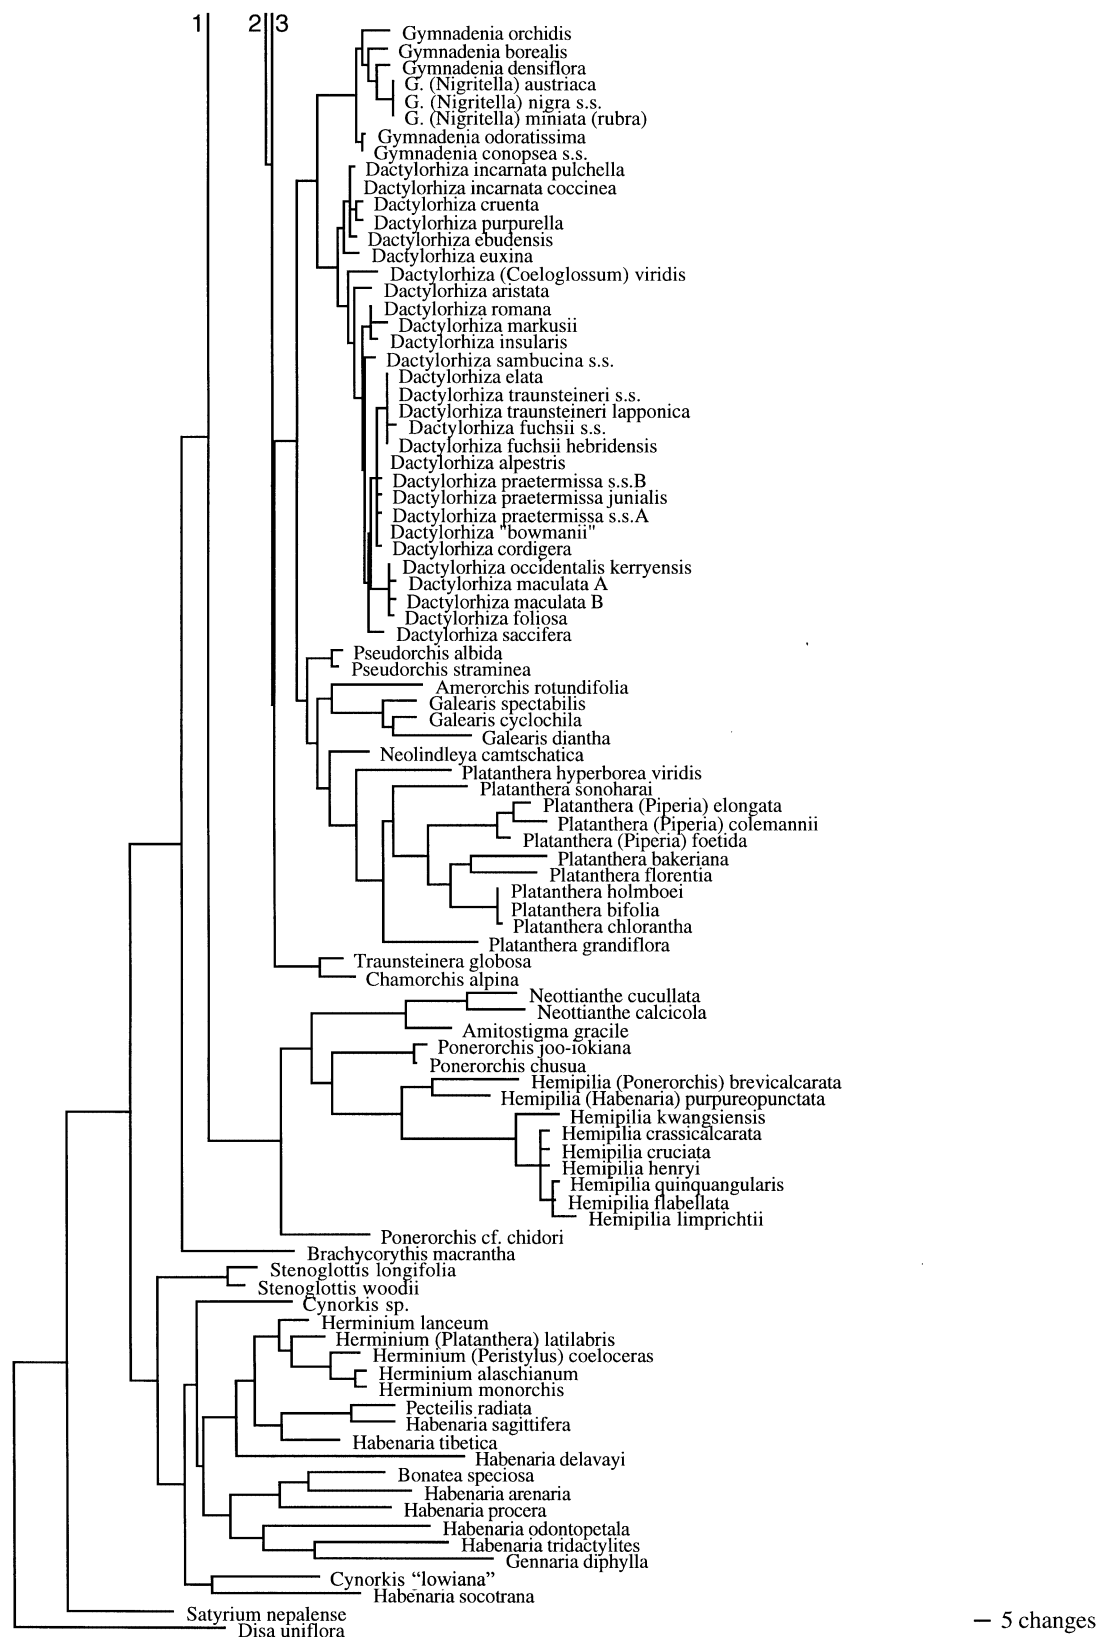 1 2 3
Gymnadenia orchidis
Gymnadenia borealis
Gymnadenia densiflora
G. (Nigritella) austriaca
G. (Nigritella) nigra s.s.
G. (Nigritella) miniata (rubra)
Gymnadenia odoratissima
Gymnadenia conopsea s.s.
Dactylorhiza incarnata pulchella
Dactylorhiza incarnata coccinea
Dactylorhiza cruenta
Dactylorhiza purpurella
Dactylorhiza ebudensis
Dactylorhiza euxina
Dactylorhiza (Coeloglossum) viridis
Dactylorhiza aristata
Dactylorhiza romana
Dactylorhiza markusii
Dactylorhiza insularis
Dactylorhiza sambucina s.s.
Dactylorhiza elata
Dactylorhiza traunsteineri s.s.
Dactylorhiza traunsteineri lapponica
Dactylorhiza fuchsii s.s.
Dactylorhiza fuchsii hebridensis
Dactylorhiza alpestris
Dactylorhiza praetermissa s.s.B
Dactylorhiza praetermissa junialis
Dactylorhiza praetermissa s.s.A
Dactylorhiza "bowmanii"
Dactylorhiza cordigera
Dactylorhiza occidentalis kerryensis
Dactylorhiza maculata A
Dactylorhiza maculata B
Dactylorhiza foliosa
Dactylorhiza saccifera
Pseudorchis albida
Pseudorchis straminea
Amerorchis rotundifolia
Galearis spectabilis
Galearis cyclochila
Galearis diantha
Neolindleya camtschatica
Platanthera hyperborea viridis
Platanthera sonoharai
Platanthera (Piperia) elongata
Platanthera (Piperia) colemannii
Platanthera (Piperia) foetida
Platanthera bakeriana
Platanthera florentia
Platanthera holmboei
Platanthera bifolia
Platanthera chlorantha
Platanthera grandiflora
Traunsteinera globosa
Chamorchis alpina
Neottianthe cucullata
Neottianthe calcicola
Amitostigma gracile
Ponerorchis joo-iokiana
Ponerorchis chusua
Hemipilia (Ponerorchis) brevicalcarata
Hemipilia (Habenaria) purpureopunctata
Hemipilia kwangsiensis
Hemipilia crassicalcarata
Hemipilia cruciata
Hemipilia henryi
Hemipilia quinquangularis
Hemipilia flabellata
Hemipilia limprichtii
Ponerorchis cf. chidori
Brachycorythis macrantha
Stenoglottis longifolia
Stenoglottis woodii
Cynorkis sp.
Herminium lanceum
Herminium (Platanthera) latilabris
Herminium (Peristylus) coeloceras
Herminium alaschianum
Herminium monorchis
Pecteilis radiata
Habenaria sagittifera
Habenaria tibetica
Habenaria delavayi
Bonatea speciosa
Habenaria arenaria
Habenaria procera
Habenaria odontopetala
Habenaria tridactylites
Gennaria diphylla
Cynorkis “lowiana”
Habenaria socotrana
Satyrium nepalense
Disa uniflora
5 changes